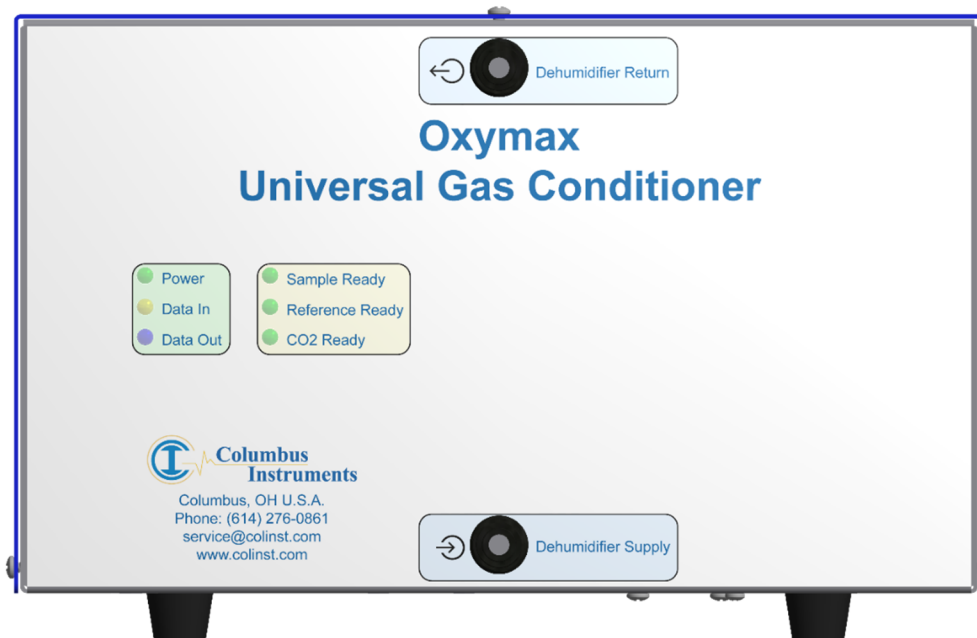 Dehumidifier Return
Oxymax
Universal Gas Conditioner
Power
Data In
Data Out
Sample Ready
Reference Ready
CO2 Ready
Columbus
Instruments
Columbus, OH U.S.A.
Phone: (614) 276-0861
service@colinst.com
www.colinst.com
Dehumidifier Supply